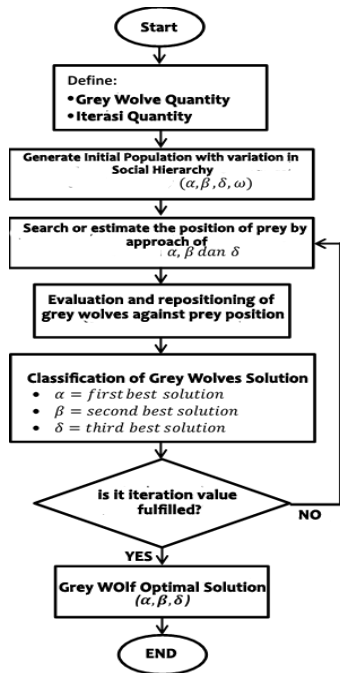 Start
Define:
•Grey Wolve Quantity
•Iterasi Quantity
Generate Initial Population with variation in
Social Hierarchy
(α,β,δ,ω)
Search or estimate the position of prey by
approach of
α,β dan δ
Evaluation and repositioning of
grey wolves against prey position
Classification of Grey Wolves Solution
• α = first best solution
• β = second best solution
• δ = third best solution
is it iteration value
fulfilled?
NO
YES
Grey WOlf Optimal Solution
(α,β,δ)
END